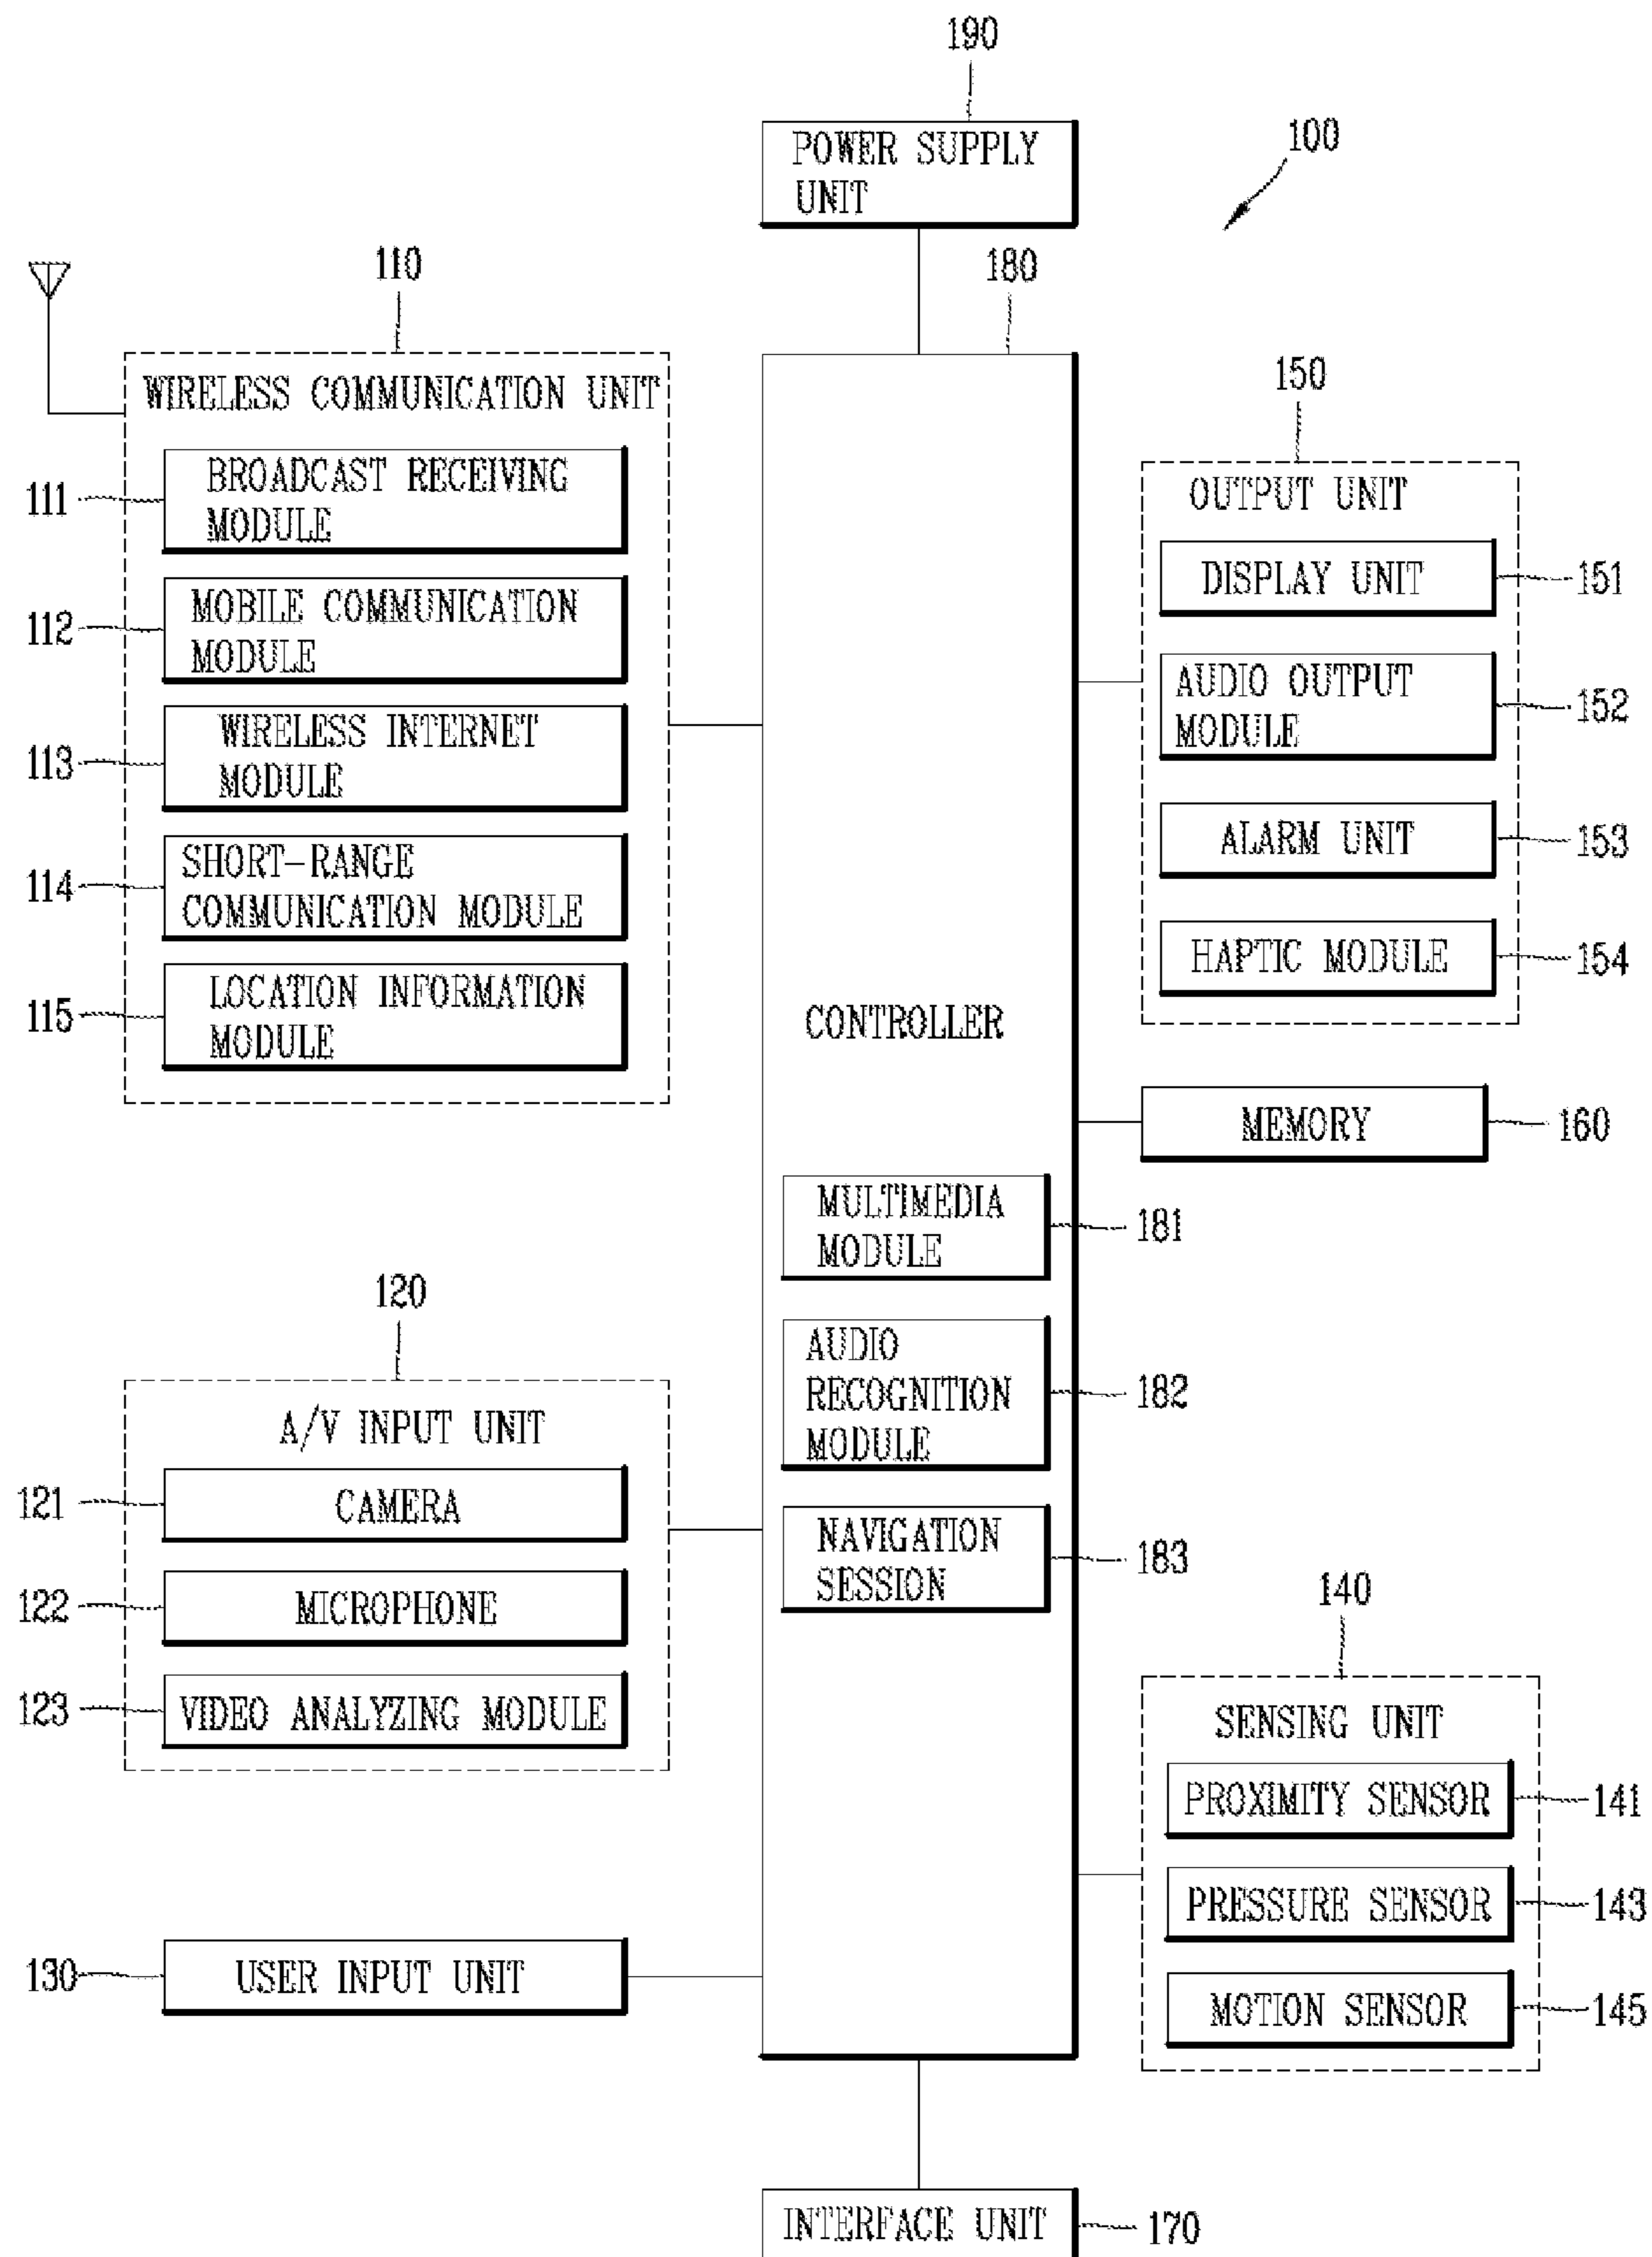 190
POWER SUPPLY
UNIT
100
110
180
WIRELESS COMMUNICATION UNIT
111
BROADCAST RECEIVING
MODULE
112
MOBILE COMMUNICATION
MODULE
113
WIRELESS INTERNET
MODULE
114
SHORT-RANGE
COMMUNICATION MODULE
115
LOCATION INFORMATION
MODULE
150
OUTPUT UNIT
DISPLAY UNIT
151
AUDIO OUTPUT
MODULE
152
ALARM UNIT
153
HAPTIC MODULE
154
CONTROLLER
MEMORY
160
MULTIMEDIA
MODULE
181
AUDIO
RECOGNITION
MODULE
182
NAVIGATION
SESSION
183
120
A/V INPUT UNIT
121
CAMERA
122
MICROPHONE
123
VIDEO ANALYZING MODULE
140
SENSING UNIT
PROXIMITY SENSOR
141
PRESSURE SENSOR
143
MOTION SENSOR
145
130
USER INPUT UNIT
INTERFACE UNIT
170